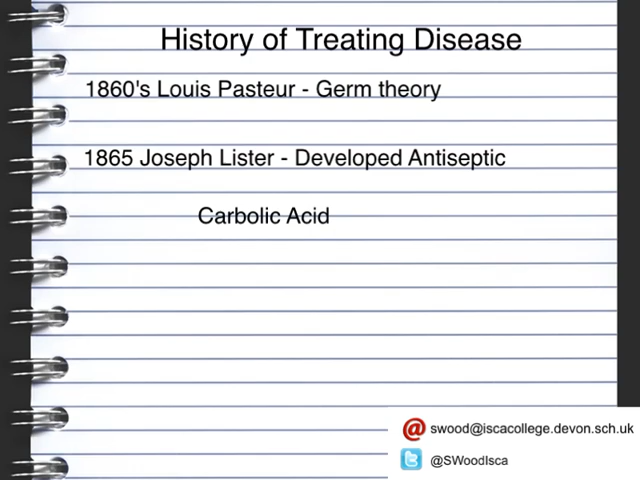 History of Treating Disease
1860's Louis Pasteur - Germ theory
1865 Joseph Lister - Developed Antiseptic
Carbolic Acid
swood@iscacollege.devon.sch.uk
@SWoodIsca